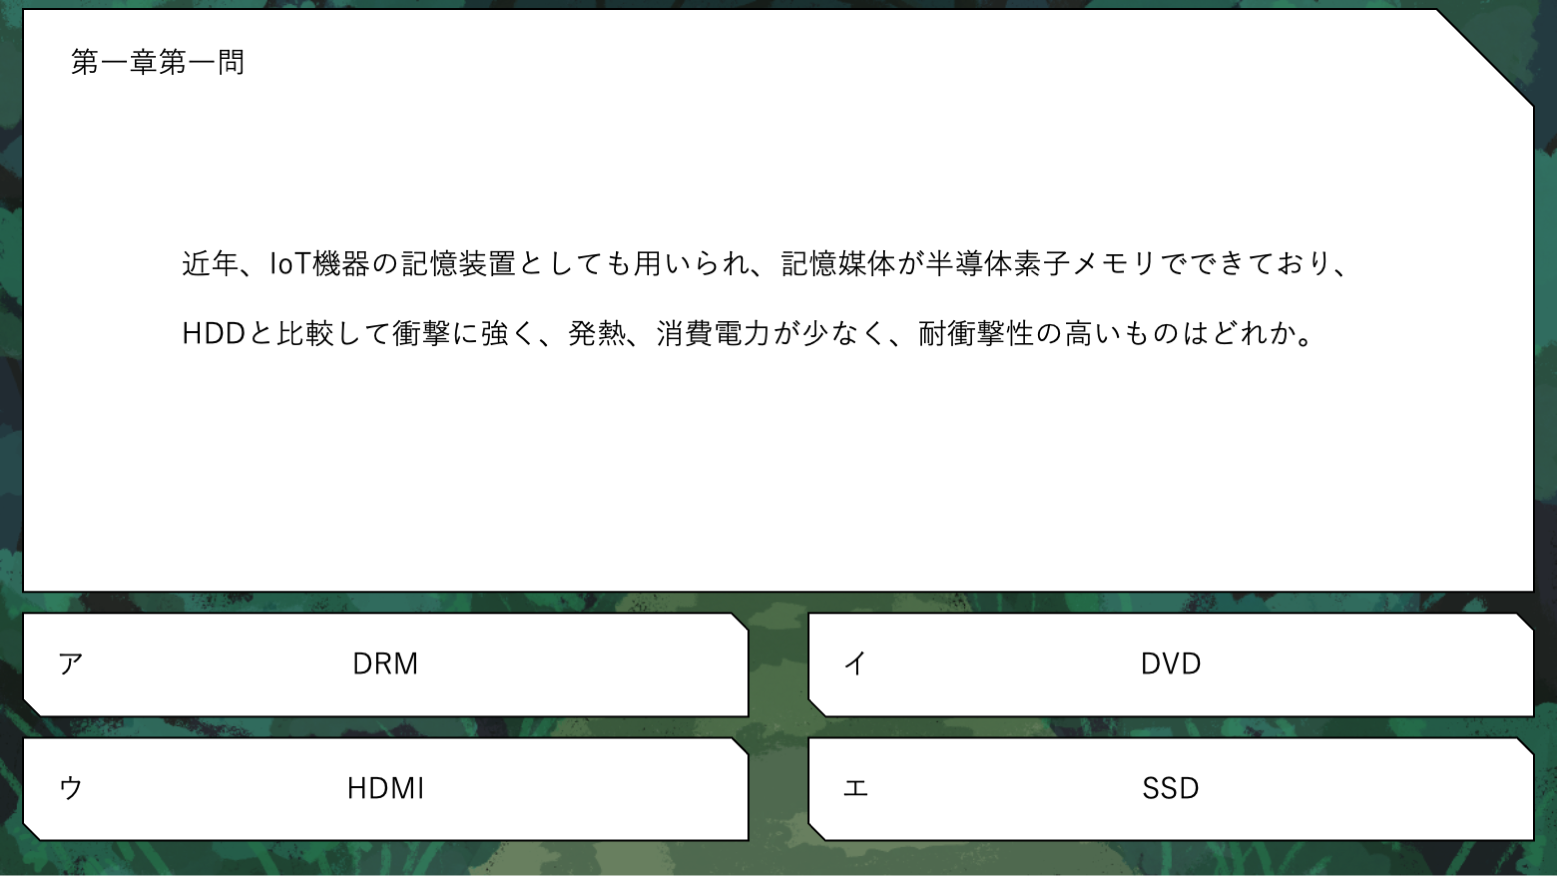 第一章第一問
近年、IoT機器の記憶装置としても用いられ、記憶媒体が半導体素子メモリでできており、
HDDと比較して衝撃に強く、発熱、消費電力が少なく、耐衝撃性の高いものはどれか。
ア DRM
イ DVD
ウ HDMI
エ SSD